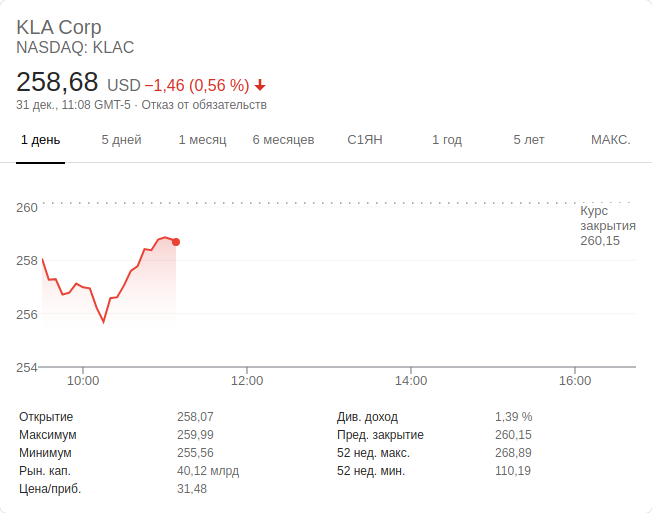 KLA Corp
NASDAQ: KLAC
258,68 USD −1,46 (0,56 %)
31 дек., 11:08 GMT-5 · Отказ от обязательств
1 день 5 дней 1 месяц 6 месяцев С1ЯН 1 год 5 лет МАКС.
260
Курс
закрытия
260,15
258
256
254
10:00 12:00 14:00 16:00
Открытие 258,07 Див. доход 1,39 %
Максимум 259,99 Пред. закрытие 260,15
Минимум 255,56 52 нед. макс. 268,89
Рын. кап. 40,12 млрд 52 нед. мин. 110,19
Цена/приб. 31,48